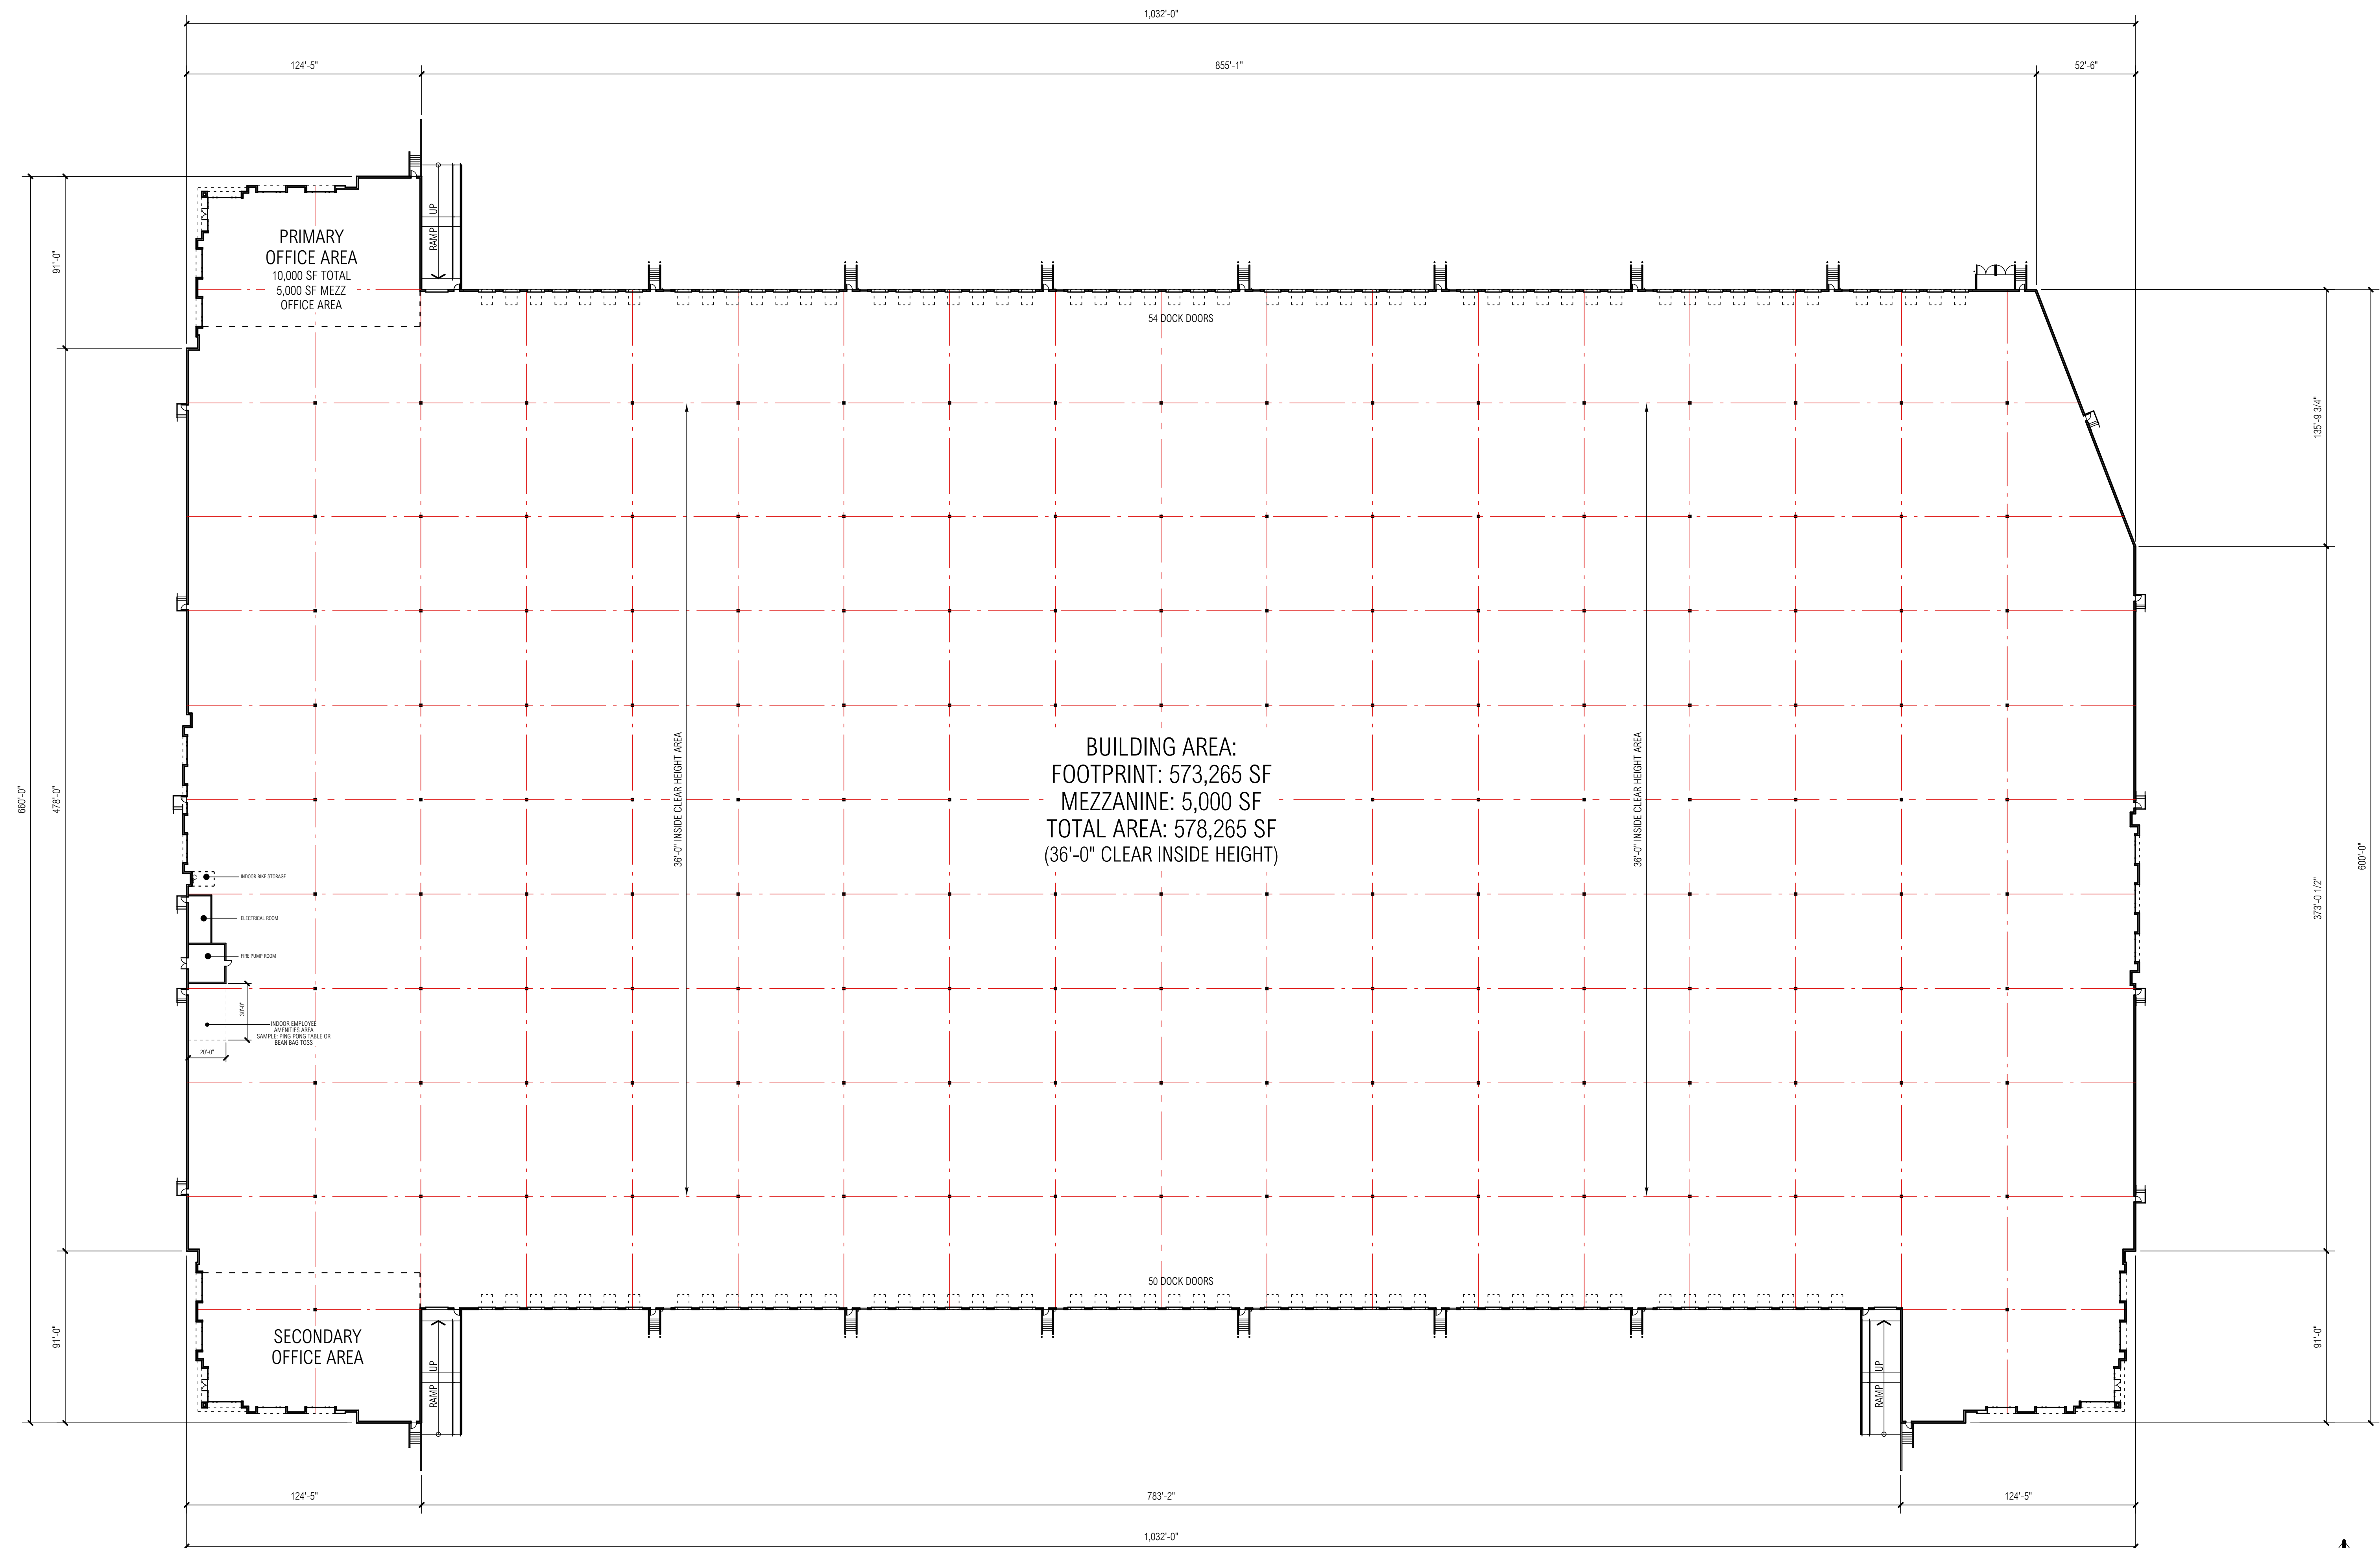 1,032'-0"
124'-5"
855'-1"
52'-6"
RAMP UP
PRIMARY
OFFICE AREA
10,000 SF TOTAL
5,000 SF MEZZ
OFFICE AREA
91'-0"
54 DOCK DOORS
135'-9 3/4"
660'-0"
478'-0"
36'-0" INSIDE CLEAR HEIGHT AREA
BUILDING AREA:
FOOTPRINT: 573,265 SF
MEZZANINE: 5,000 SF
TOTAL AREA: 578,265 SF
(36'-0" CLEAR INSIDE HEIGHT)
36'-0" INSIDE CLEAR HEIGHT AREA
600'-0"
373'-0 1/2"
INDOOR BIKE STORAGE
ELECTRICAL ROOM
FIRE PUMP ROOM
30'-0"
INDOOR EMPLOYEE
AMENITIES AREA
SAMPLE: PING PONG TABLE OR
BEAN BAG TOSS
20'-0"
50 DOCK DOORS
91'-0"
SECONDARY
OFFICE AREA
RAMP UP
RAMP UP
91'-0"
124'-5"
783'-2"
124'-5"
1,032'-0"